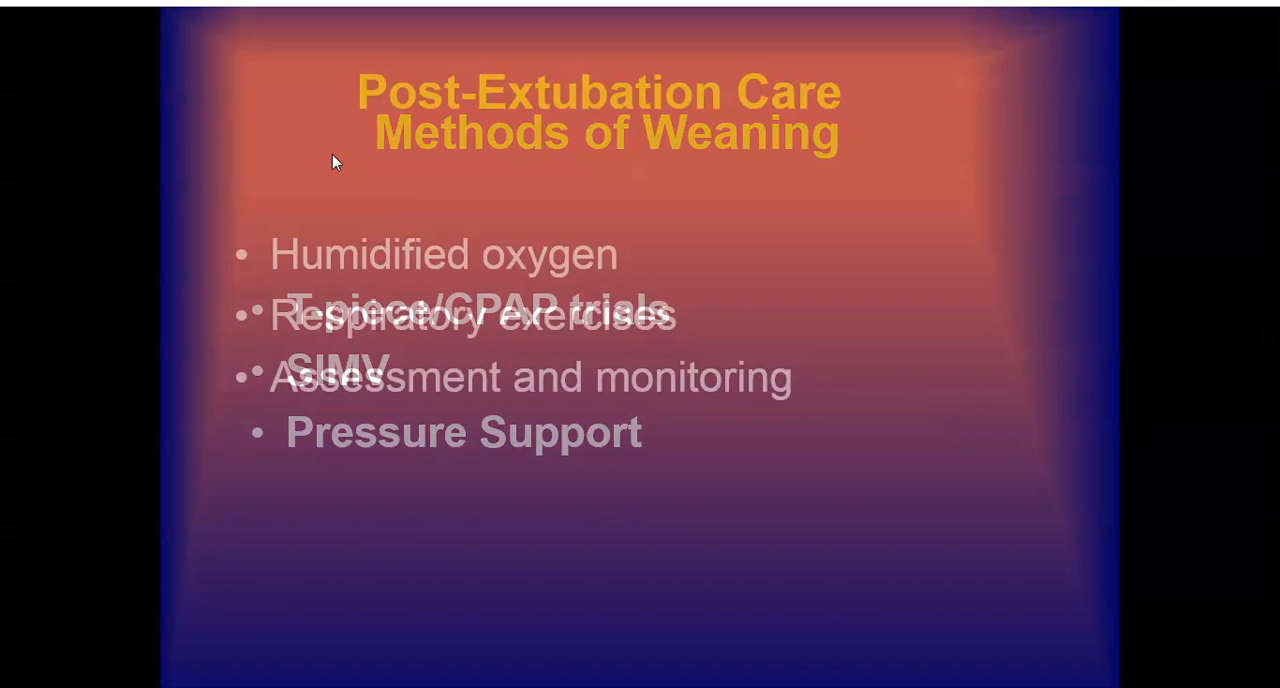 Post-Extubation Care
Methods of Weaning
• Humidified oxygen
• T-piece/CPAP trials
• Respiratory exercises
• SIMV
• Assessment and monitoring
• Pressure Support